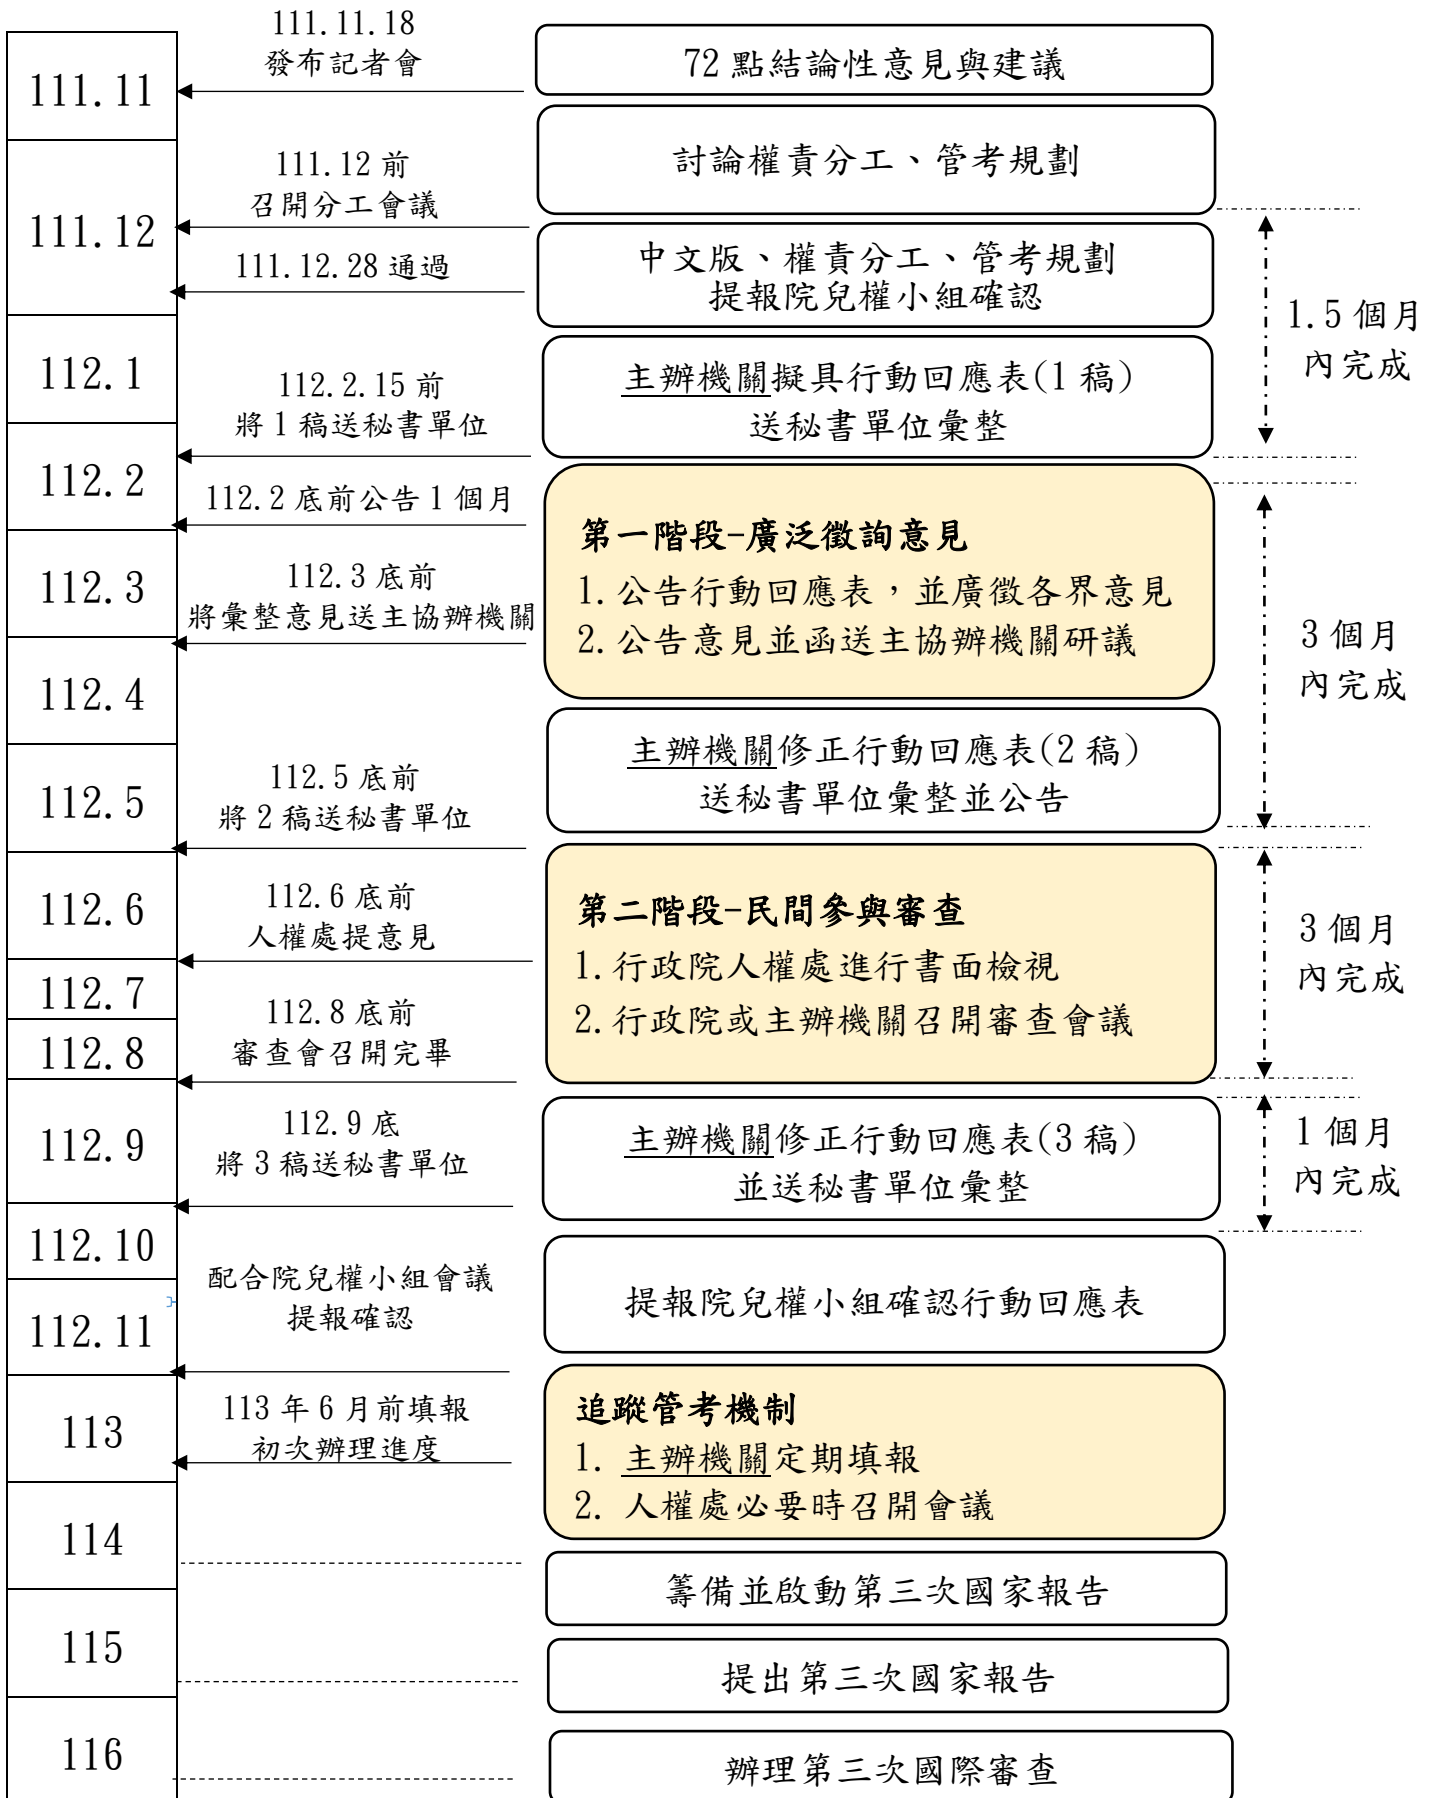 111.11
111.11.18
發布記者會
72 點結論性意見與建議
111.12
111.12 前
召開分工會議
討論權責分工、管考規劃
111.12.28 通過
中文版、權責分工、管考規劃
提報院兒權小組確認
1.5 個月
內完成
112.1
112.2.15 前
將 1 稿送秘書單位
主辦機關擬具行動回應表(1 稿)
送秘書單位彙整
112.2
112.2 底前公告 1 個月
第一階段-廣泛徵詢意見
1. 公告行動回應表，並廣徵各界意見
2. 公告意見並函送主協辦機關研議
112.3
112.3 底前
將彙整意見送主協辦機關
3 個月
內完成
112.4
112.5
112.5 底前
將 2 稿送秘書單位
主辦機關修正行動回應表(2 稿)
送秘書單位彙整並公告
112.6
112.6 底前
人權處提意見
第二階段-民間參與審查
1. 行政院人權處進行書面檢視
2. 行政院或主辦機關召開審查會議
3 個月
內完成
112.7
112.8
112.8 底前
審查會召開完畢
112.9
112.9 底
將 3 稿送秘書單位
主辦機關修正行動回應表(3 稿)
並送秘書單位彙整
1 個月
內完成
112.10
112.11
配合院兒權小組會議
提報確認
提報院兒權小組確認行動回應表
113
113 年 6 月前填報
初次辦理進度
追蹤管考機制
1. 主辦機關定期填報
2. 人權處必要時召開會議
114
籌備並啟動第三次國家報告
115
提出第三次國家報告
116
辦理第三次國際審查